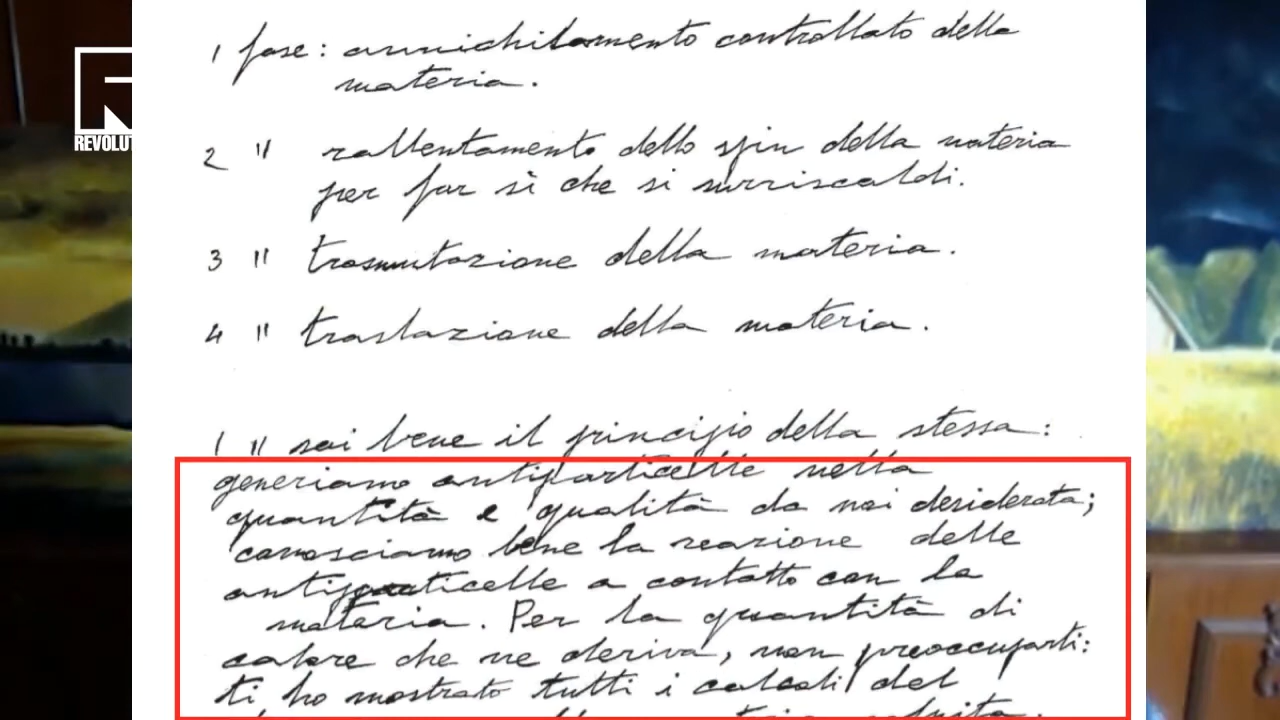 REVOLUT
1 fase: annichilamento controllato della
materia.
2 " rallentamento dello spin della materia
per far sì che si surriscaldi.
3 " trasmutazione della materia.
4 " traslazione della materia.
1 " sai bene il principio della stessa:
generiamo antiparticelle nella
quantità e qualità da noi desiderata;
conosciamo bene la reazione delle
antiparticelle a contatto con la
materia. Per la quantità di
calore che ne deriva, non preoccuparti:
ti ho mostrato tutti i calcoli del